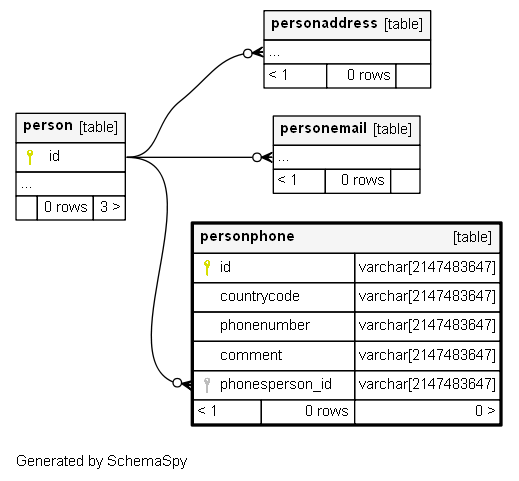 personaddress [table]
...
< 1 0 rows
person [table]
id
...
0 rows 3 >
personemail [table]
...
< 1 0 rows
personphone [table]
id varchar[2147483647]
countrycode varchar[2147483647]
phonenumber varchar[2147483647]
comment varchar[2147483647]
phonesperson_id varchar[2147483647]
< 1 0 rows 0 >
Generated by SchemaSpy